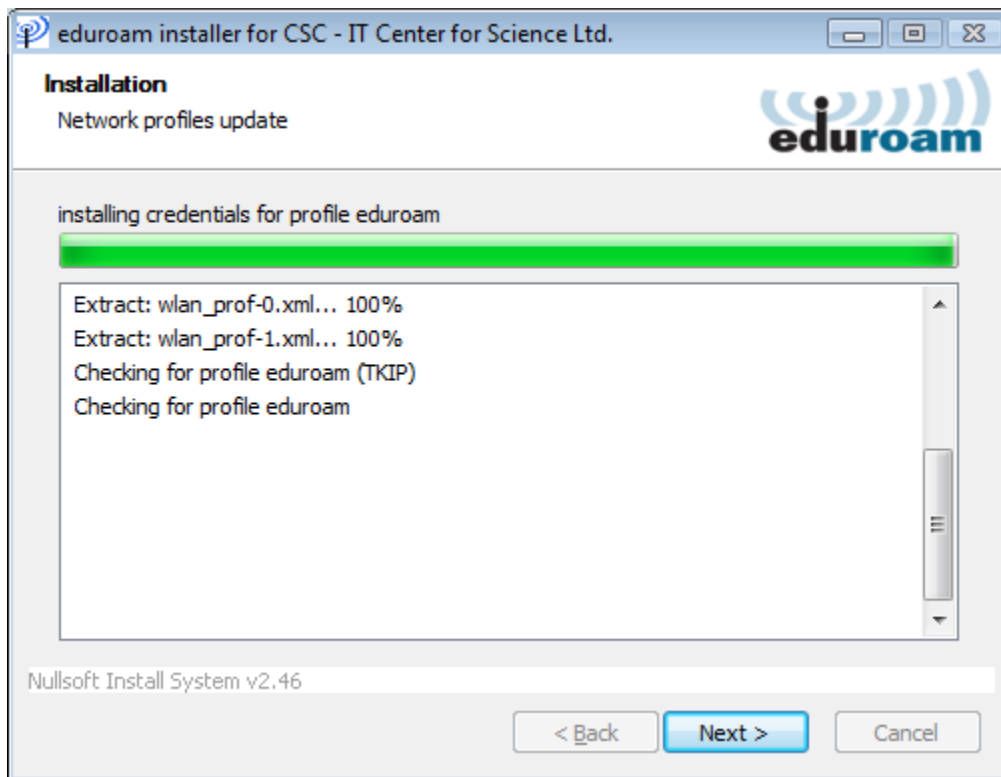 eduroam installer for CSC - IT Center for Science Ltd.
Installation
Network profiles update
eduroam
installing credentials for profile eduroam
Extract: wlan_prof-0.xml... 100%
Extract: wlan_prof-1.xml... 100%
Checking for profile eduroam (TKIP)
Checking for profile eduroam
Nullsoft Install System v2.46
< Back Next > Cancel